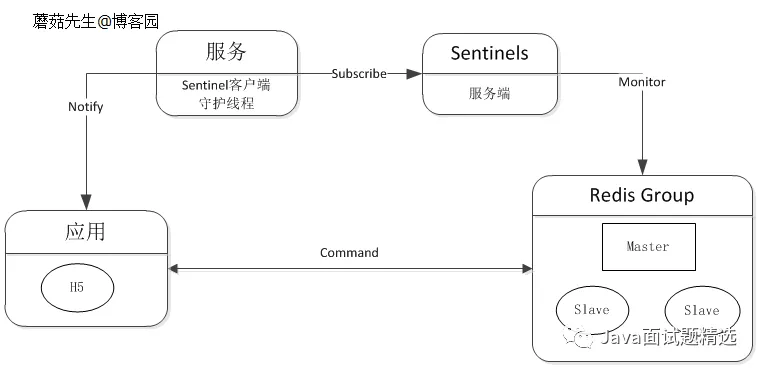 蘑菇先生@博客园
服务
Sentinel客户端
守护线程
Subscribe
Sentinels
服务端
Notify
Monitor
应用
H5
Command
Redis Group
Master
Slave
Slave
Java面试题精选